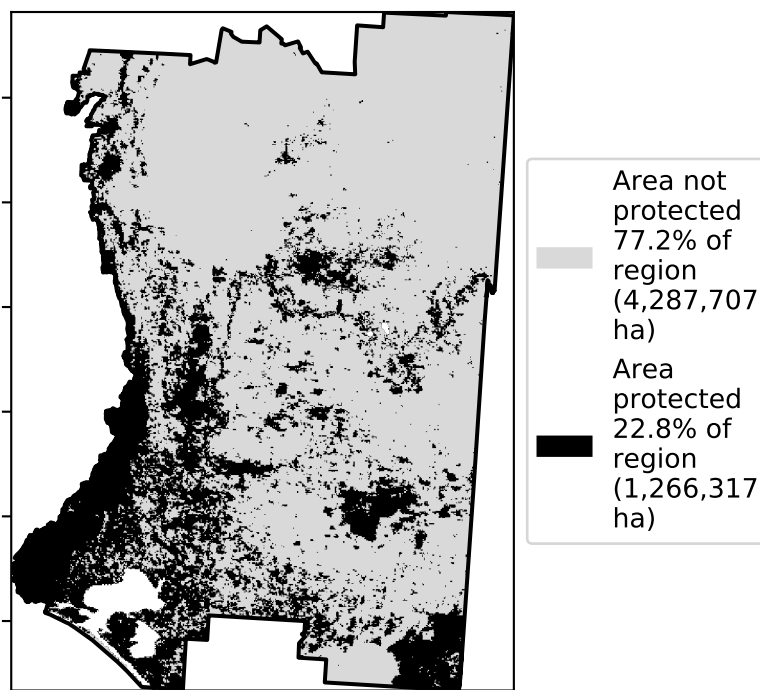 Area not
protected
77.2% of
region
(4,287,707
ha)
Area
protected
22.8% of
region
(1,266,317
ha)